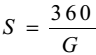 S = 360 / G